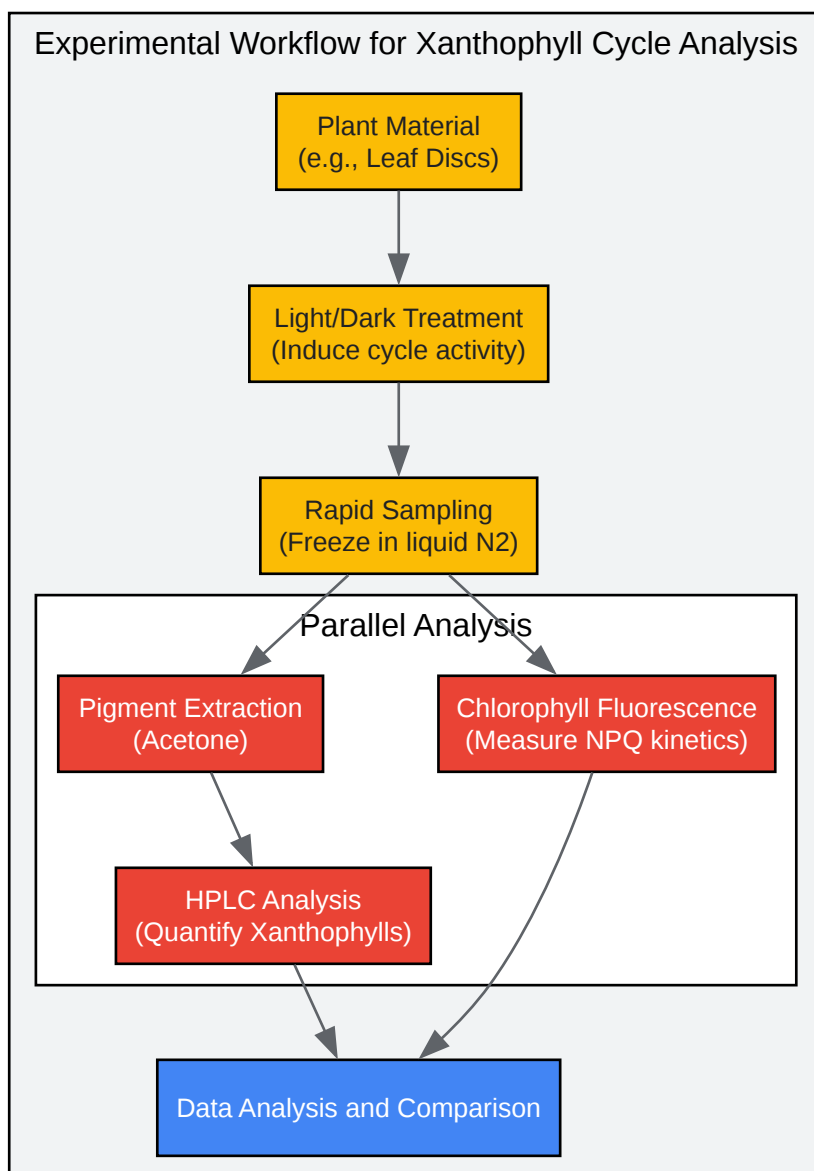 Experimental Workflow for Xanthophyll Cycle Analysis
Plant Material
(e.g., Leaf Discs)
Light/Dark Treatment
(Induce cycle activity)
Rapid Sampling
(Freeze in liquid N2)
Parallel Analysis
Pigment Extraction
(Acetone)
Chlorophyll Fluorescence
(Measure NPQ kinetics)
HPLC Analysis
(Quantify Xanthophylls)
Data Analysis and Comparison